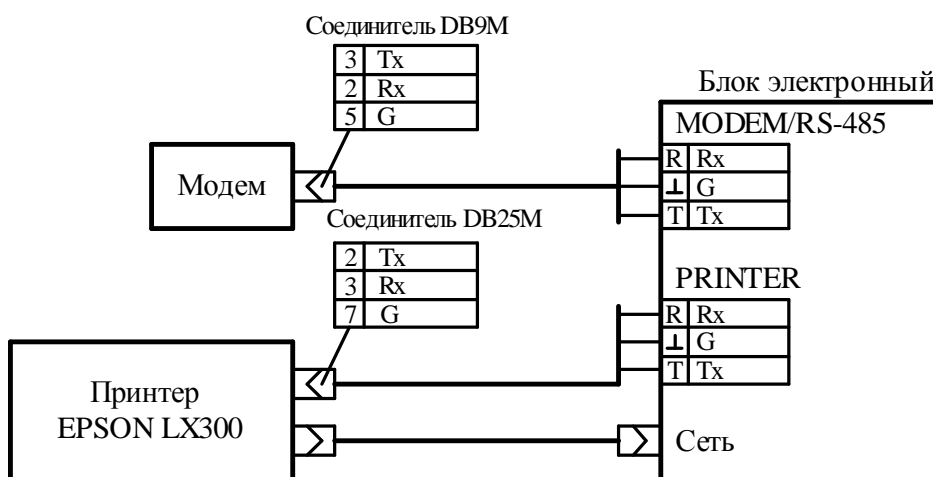 Соединитель DB9M
3 Tx
2 Rx
5 G
Блок электронный
MODEM/RS-485
R Rx
⊥ G
T Tx
Модем
Соединитель DB25M
2 Tx
3 Rx
7 G
PRINTER
R Rx
⊥ G
T Tx
Принтер
EPSON LX300
Сеть